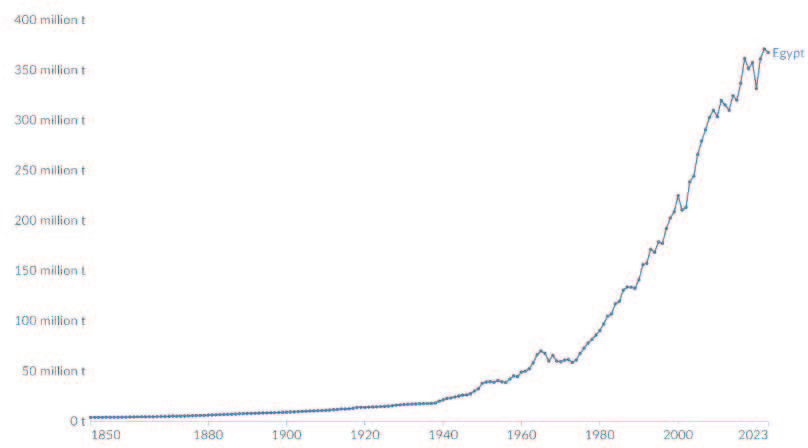 400 million t
350 million t
Egypt
300 million t
250 million t
200 million t
150 million t
100 million t
50 million t
0 t
1850 1880 1900 1920 1940 1960 1980 2000 2023